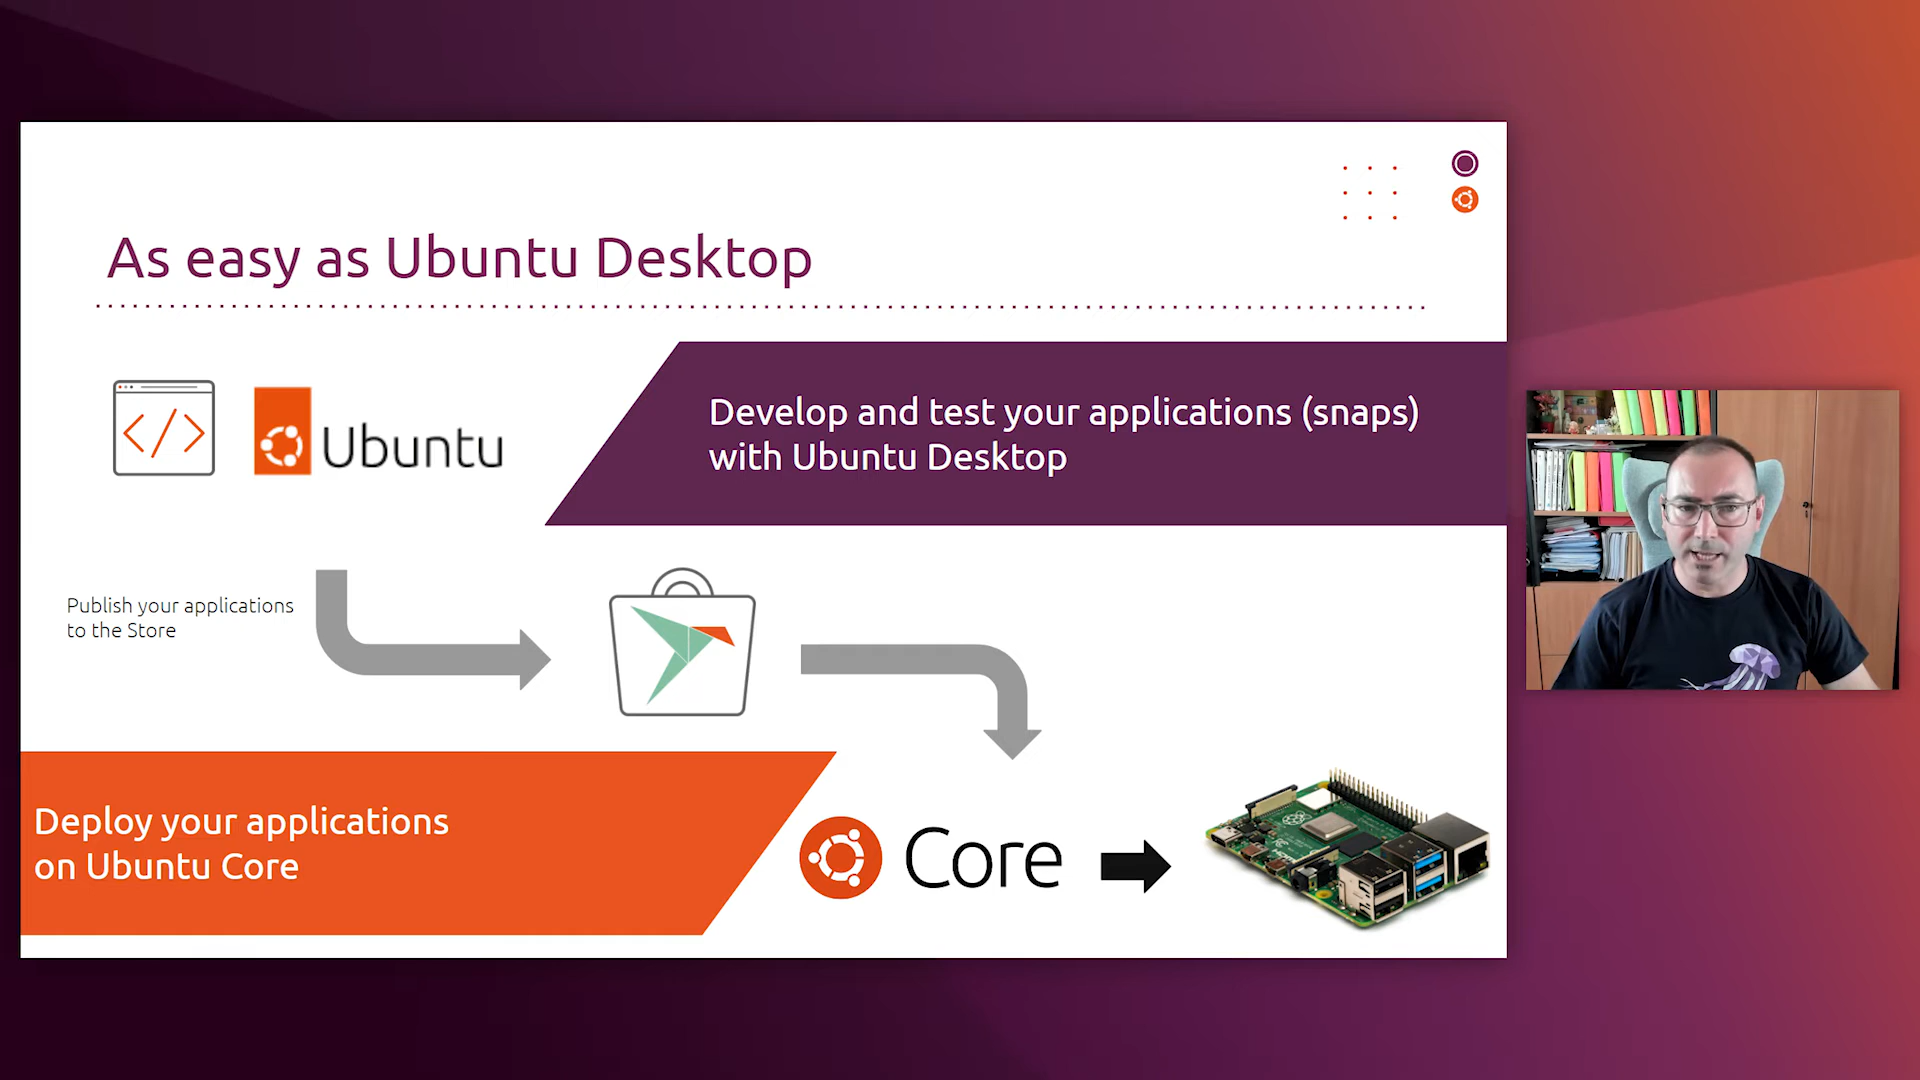 As easy as Ubuntu Desktop
</>
Ubuntu
Develop and test your applications (snaps)
with Ubuntu Desktop
Publish your applications
to the Store
Deploy your applications
on Ubuntu Core
Core